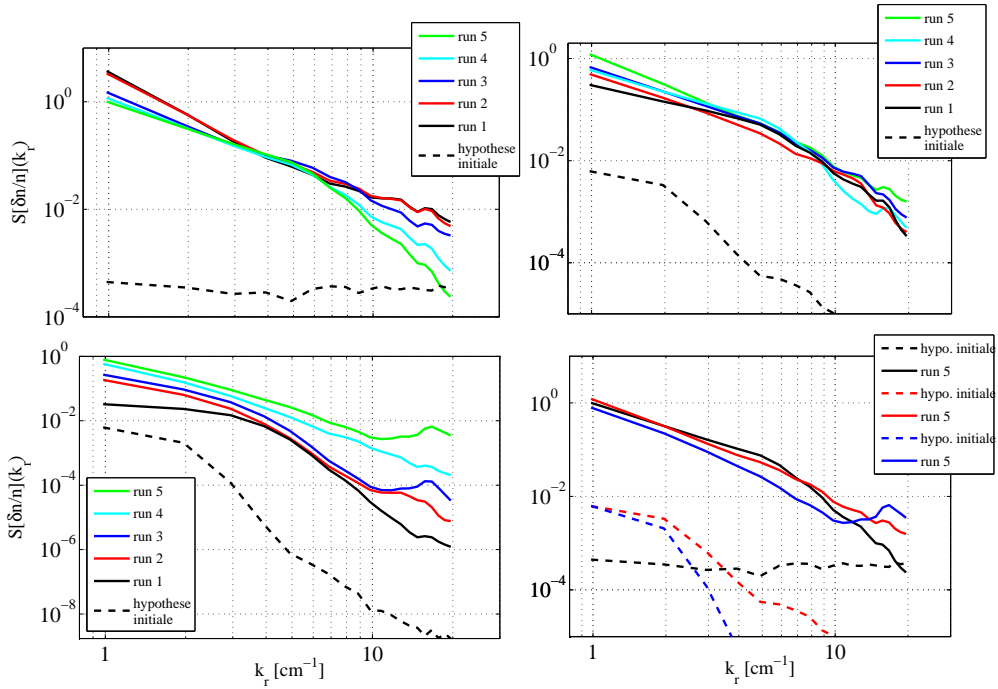 run 5
run 4
run 3
run 2
run 1
hypothese
initiale
10^0
10^-2
10^-4
S[δn/n](k_r)
run 5
run 4
run 3
run 2
run 1
hypothese
initiale
10^0
10^-2
10^-4
10^0
10^-2
10^-4
10^-6
10^-8
S[δn/n](k_r)
run 5
run 4
run 3
run 2
run 1
hypothese
initiale
1
10
k_r [cm^-1]
hypo. initiale
run 5
hypo. initiale
run 5
hypo. initiale
run 5
10^0
10^-2
10^-4
1
10
k_r [cm^-1]